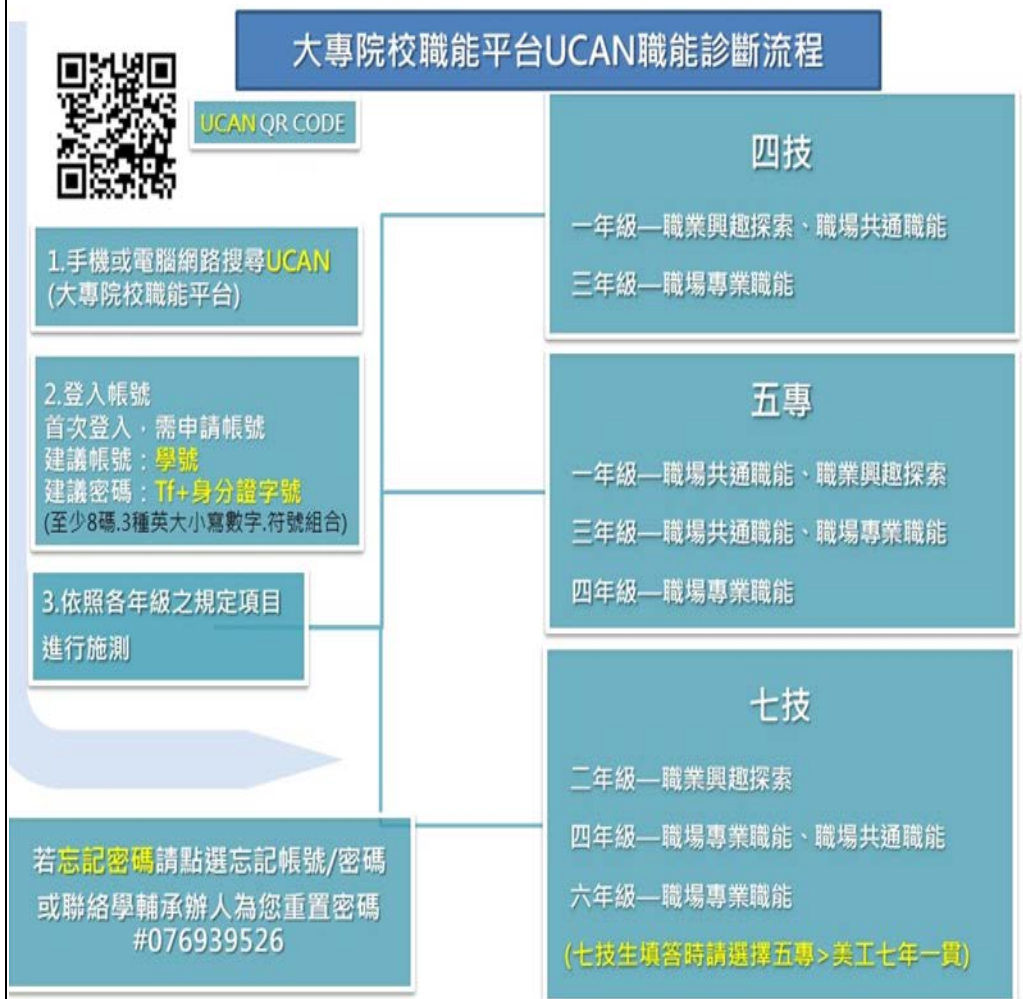 大專院校職能平台UCAN職能診斷流程
UCAN QR CODE
1.手機或電腦網路搜尋UCAN
(大專院校職能平台)
2.登入帳號
首次登入，需申請帳號
建議帳號：學號
建議密碼：Tf+身分證字號
(至少8碼.3種英大小寫數字.符號組合)
3.依照各年級之規定項目
進行施測
若忘記密碼請點選忘記帳號/密碼
或聯絡學輔承辦人為您重置密碼
#076939526
四技
一年級—職業興趣探索、職場共通職能
三年級—職場專業職能
五專
一年級—職場共通職能、職業興趣探索
三年級—職場共通職能、職場專業職能
四年級—職場專業職能
七技
二年級—職業興趣探索
四年級—職場專業職能、職場共通職能
六年級—職場專業職能
(七技生填答時請選擇五專>美工七年一貫)